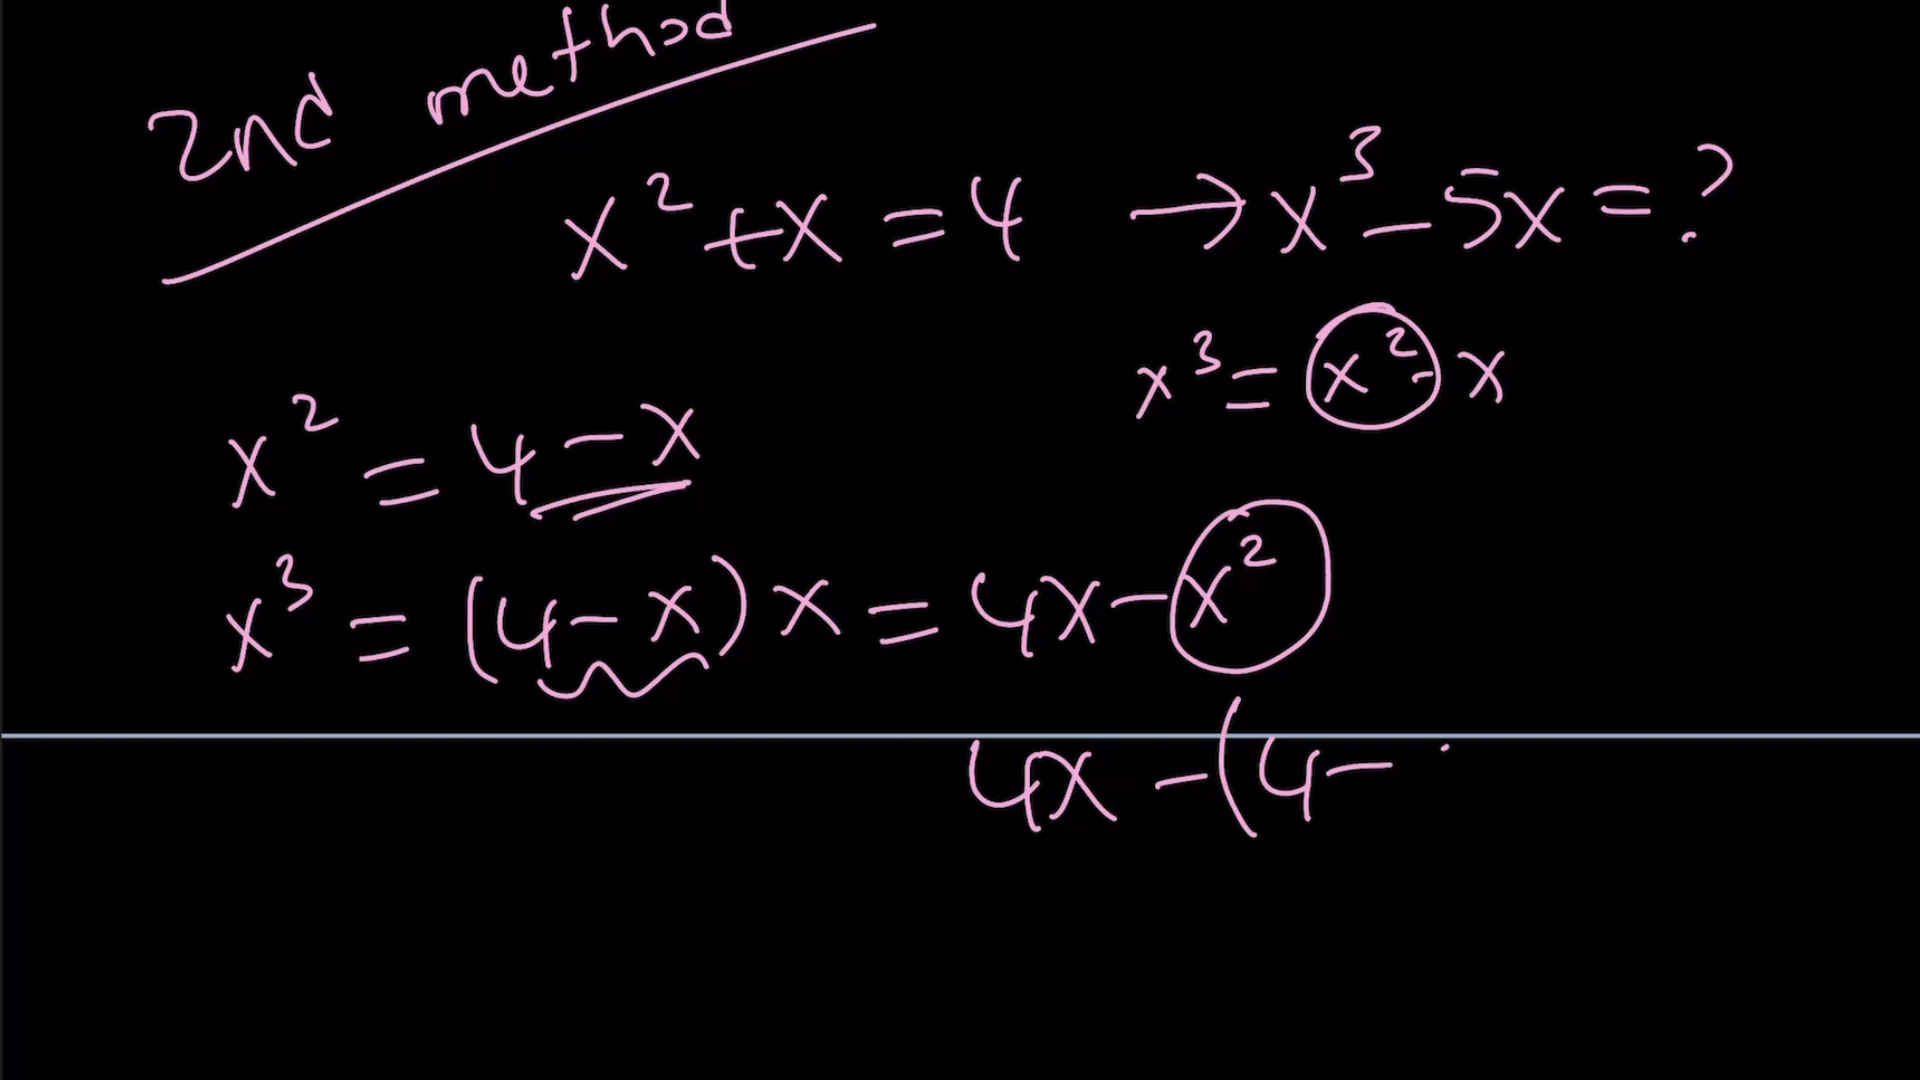 2nd method
x² + x = 4 → x³ - 5x = ?
x³ = x² · x
x² = 4 - x
x³ = (4 - x) x = 4x - x²
4x - (4 -